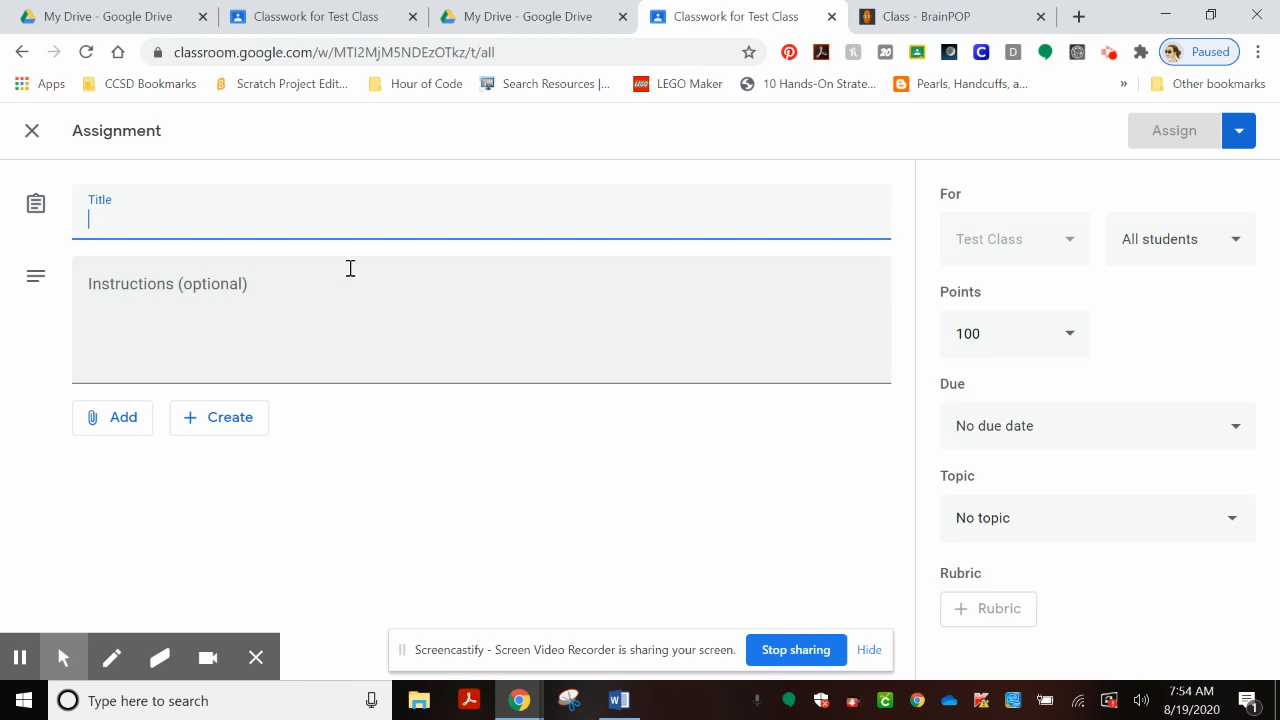 My Drive - Google Drive
Classwork for Test Class
My Drive - Google Drive
Classwork for Test Class
Class - BrainPOP
classroom.google.com/w/MTI2MjM5NDEzOTkz/t/all
Paused
Apps
CCSD Bookmarks
Scratch Project Edit...
Hour of Code
Search Resources |...
LEGO Maker
10 Hands-On Strate...
Pearls, Handcuffs, a...
»
Other bookmarks
Assignment
Assign
Title
Instructions (optional)
Add
Create
For
Test Class
All students
Points
100
Due
No due date
Topic
No topic
Rubric
Rubric
Screencastify - Screen Video Recorder is sharing your screen.
Stop sharing
Hide
Type here to search
7:54 AM
8/19/2020